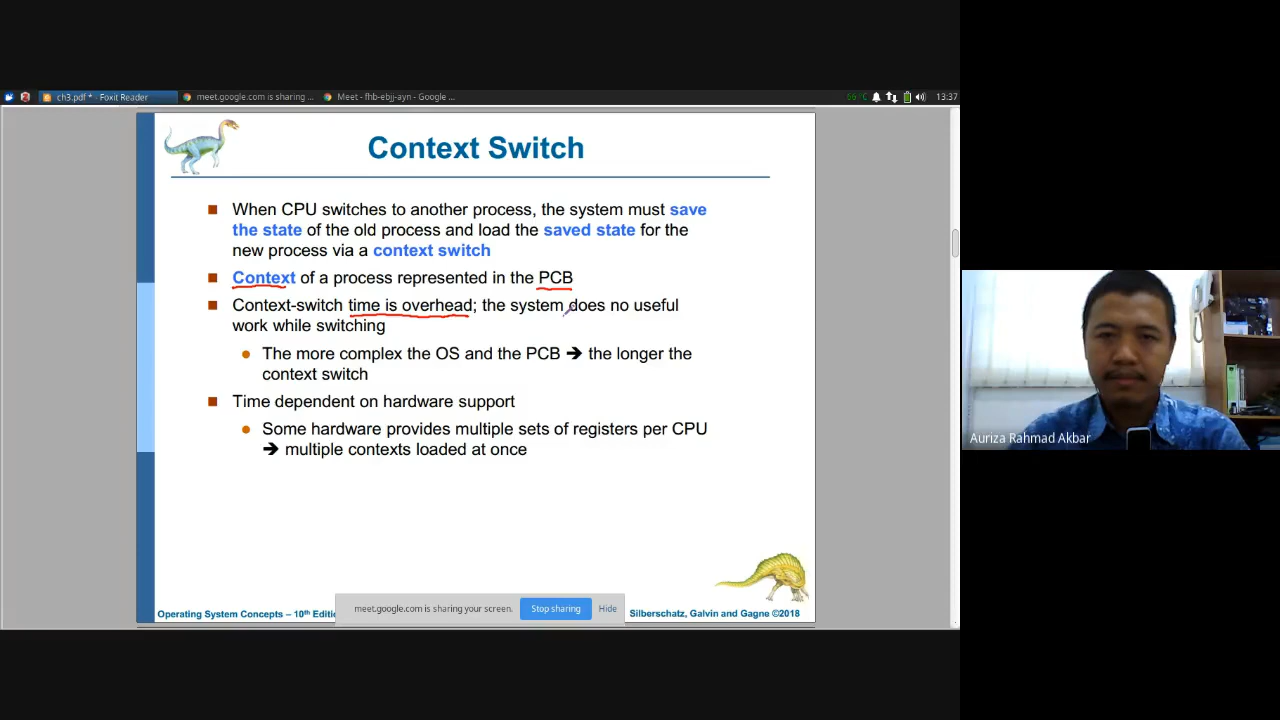 ch3.pdf * - Foxit Reader
meet.google.com is sharing ...
Meet - fhb-ebjj-ayn - Google ...
66°C
13:37
Context Switch
When CPU switches to another process, the system must save
the state of the old process and load the saved state for the
new process via a context switch
Context of a process represented in the PCB
Context-switch time is overhead; the system does no useful
work while switching
The more complex the OS and the PCB ➔ the longer the
context switch
Time dependent on hardware support
Some hardware provides multiple sets of registers per CPU
➔ multiple contexts loaded at once
Auriza Rahmad Akbar
meet.google.com is sharing your screen.
Stop sharing
Hide
Operating System Concepts – 10th Editio
Silberschatz, Galvin and Gagne ©2018